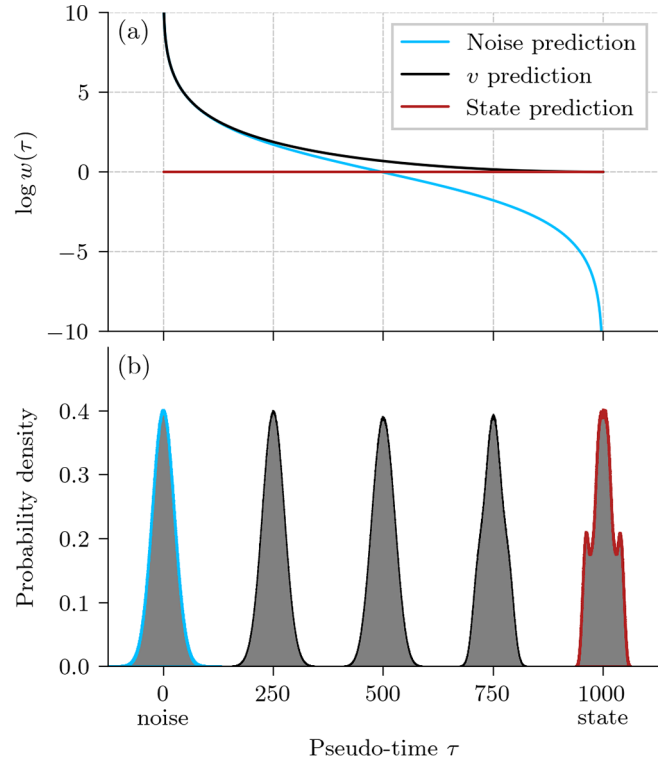 (a)
10
5
0
−5
−10
log w(τ)
Noise prediction
v prediction
State prediction
(b)
0.4
0.3
0.2
0.1
0.0
Probability density
0 250 500 750 1000
noise state
Pseudo-time τ